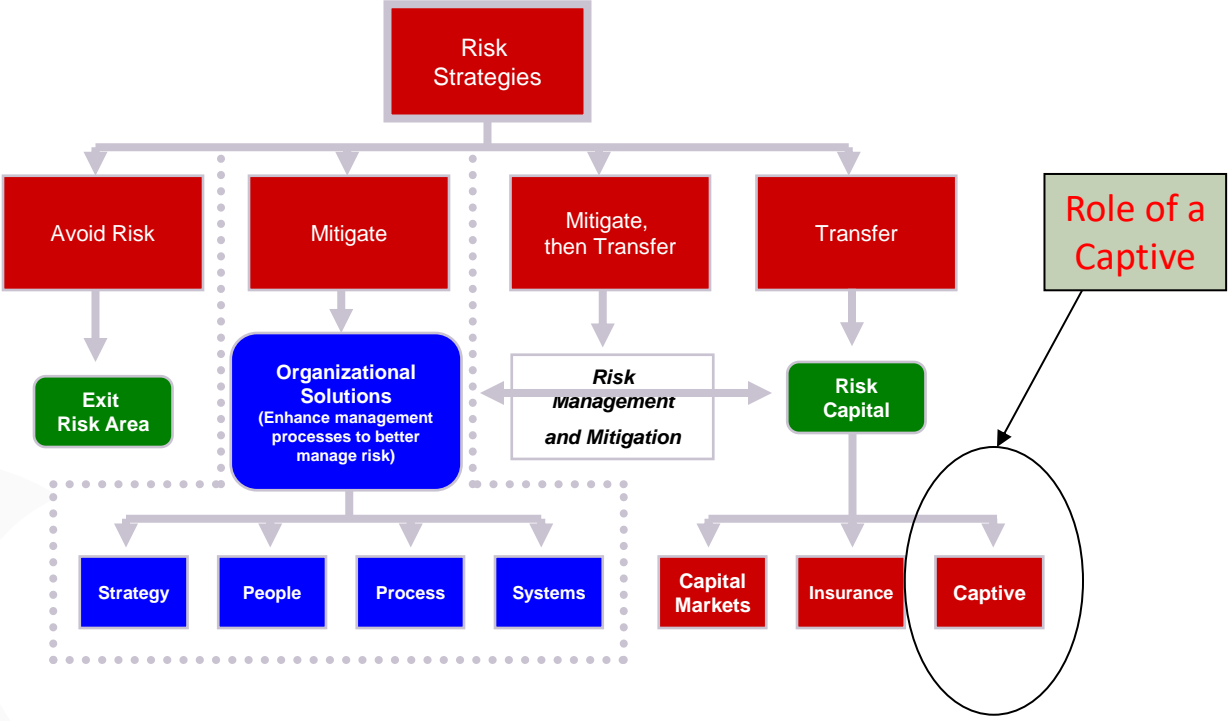 Risk
Strategies
Avoid Risk
Mitigate
Mitigate,
then Transfer
Transfer
Role of a
Captive
Exit
Risk Area
Organizational
Solutions
(Enhance management
processes to better
manage risk)
Risk
Management
and Mitigation
Risk
Capital
Strategy
People
Process
Systems
Capital
Markets
Insurance
Captive